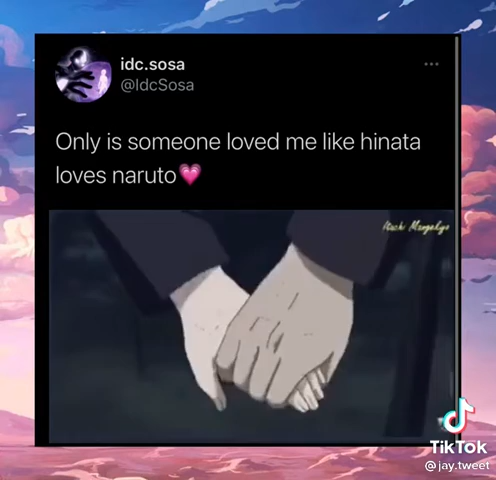 idc.sosa
@IdcSosa
Only is someone loved me like hinata
loves naruto💗
TikTok
@jay.tweet